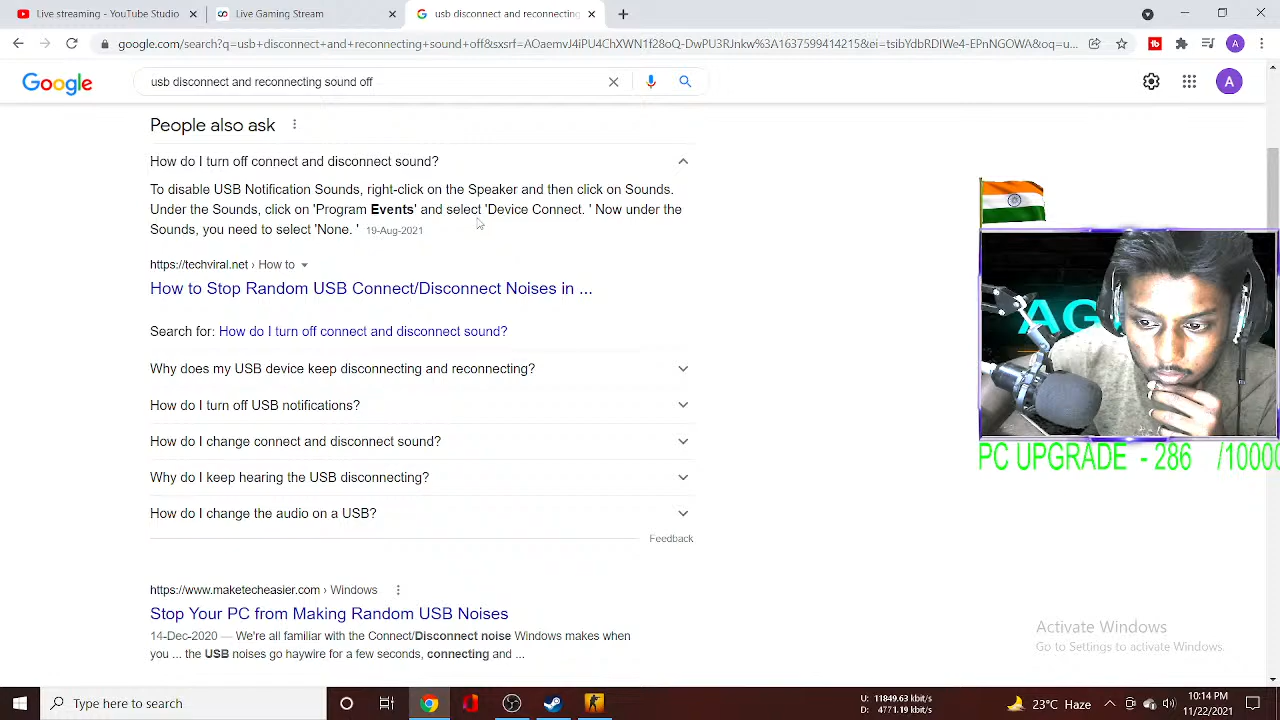 Live streaming - YouTube Studio
Live Gaming Stream
usb disconnect and reconnecting
google.com/search?q=usb+disconnect+and+reconnecting+sound+off&rlz=
A
Google
usb disconnect and reconnecting sound off
A
People also ask
How do I turn off connect and disconnect sound?
To disable USB Notification Sounds, right-click on the Speaker and then click on Sounds.
Under the Sounds, click on 'Program Events' and select 'Device Connect. ' Now under the
Sounds, you need to select 'None. ' 19-Aug-2021
https://techviral.net › How to
How to Stop Random USB Connect/Disconnect Noises in ...
Search for: How do I turn off connect and disconnect sound?
Why does my USB device keep disconnecting and reconnecting?
How do I turn off USB notifications?
How do I change connect and disconnect sound?
Why do I keep hearing the USB disconnecting?
How do I change the audio on a USB?
Feedback
https://www.maketecheasier.com › Windows
Stop Your PC from Making Random USB Noises
14-Dec-2020 — We're all familiar with the Connect/Disconnect noise Windows makes when
you ... the USB noises go haywire for a few seconds, connecting and ...
AG
PC UPGRADE - 286 /10000
Activate Windows
Go to Settings to activate Windows.
Type here to search
U: 11849.63 kbit/s
D: 4771.19 kbit/s
23°C Haze
10:14 PM
11/22/2021